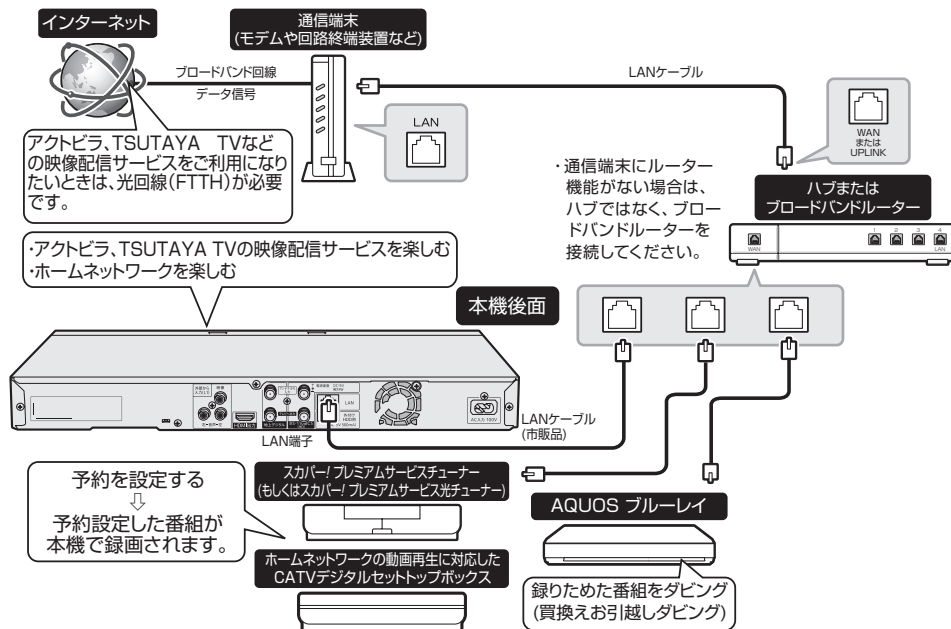 インターネット
通信端末
(モデムや回路終端装置など)
ブロードバンド回線
データ信号
LANケーブル
LAN
WAN
または
UPLINK
アクトビラ、TSUTAYA TVなど
の映像配信サービスをご利用になり
たいときは、光回線(FTTH)が必要
です。
・通信端末にルーター
機能がない場合は、
ハブではなく、ブロー
ドバンドルーターを
接続してください。
ハブまたは
ブロードバンドルーター
WAN
1 2 3 4
LAN
・アクトビラ、TSUTAYA TVの映像配信サービスを楽しむ
・ホームネットワークを楽しむ
本機後面
LAN
LAN端子
LANケーブル
(市販品)
予約を設定する
⇩
予約設定した番組が
本機で録画されます。
スカパー!プレミアムサービスチューナー
(もしくはスカパー!プレミアムサービス光チューナー)
AQUOS ブルーレイ
ホームネットワークの動画再生に対応した
CATVデジタルセットトップボックス
録りためた番組をダビング
(買換えお引越しダビング)